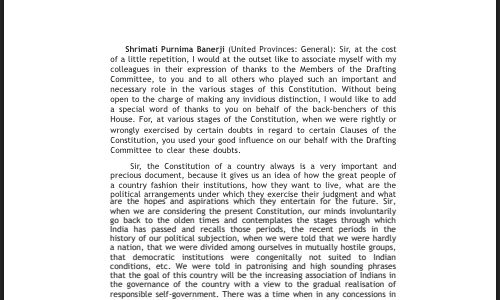 Shrimati Purnima Banerji (United Provinces: General): Sir, at the cost
of a little repetition, I would at the outset like to associate myself with my
colleagues in their expression of thanks to the Members of the Drafting
Committee, to you and to all others who played such an important and
necessary role in the various stages of this Constitution. Without being
open to the charge of making any invidious distinction, I would like to add
a special word of thanks to you on behalf of the back-benchers of this
House. For, at various stages of the Constitution, when we were rightly or
wrongly exercised by certain doubts in regard to certain Clauses of the
Constitution, you used your good influence on our behalf with the Drafting
Committee to clear these doubts.
Sir, the Constitution of a country always is a very important and
precious document, because it gives us an idea of how the great people of
a country fashion their institutions, how they want to live, what are the
political arrangements under which they exercise their judgment and what
are the hopes and aspirations which they entertain for the future. Sir,
when we are considering the present Constitution, our minds involuntarily
go back to the olden times and contemplates the stages through which
India has passed and recalls those periods, the recent periods in the
history of our political subjection, when we were told that we were hardly
a nation, that we were divided among ourselves in mutually hostile groups,
that democratic institutions were congenitally not suited to Indian
conditions, etc. We were told in patronising and high sounding phrases
that the goal of this country will be the increasing association of Indians in
the governance of the country with a view to the gradual realisation of
responsible self-government. There was a time when in any concessions in